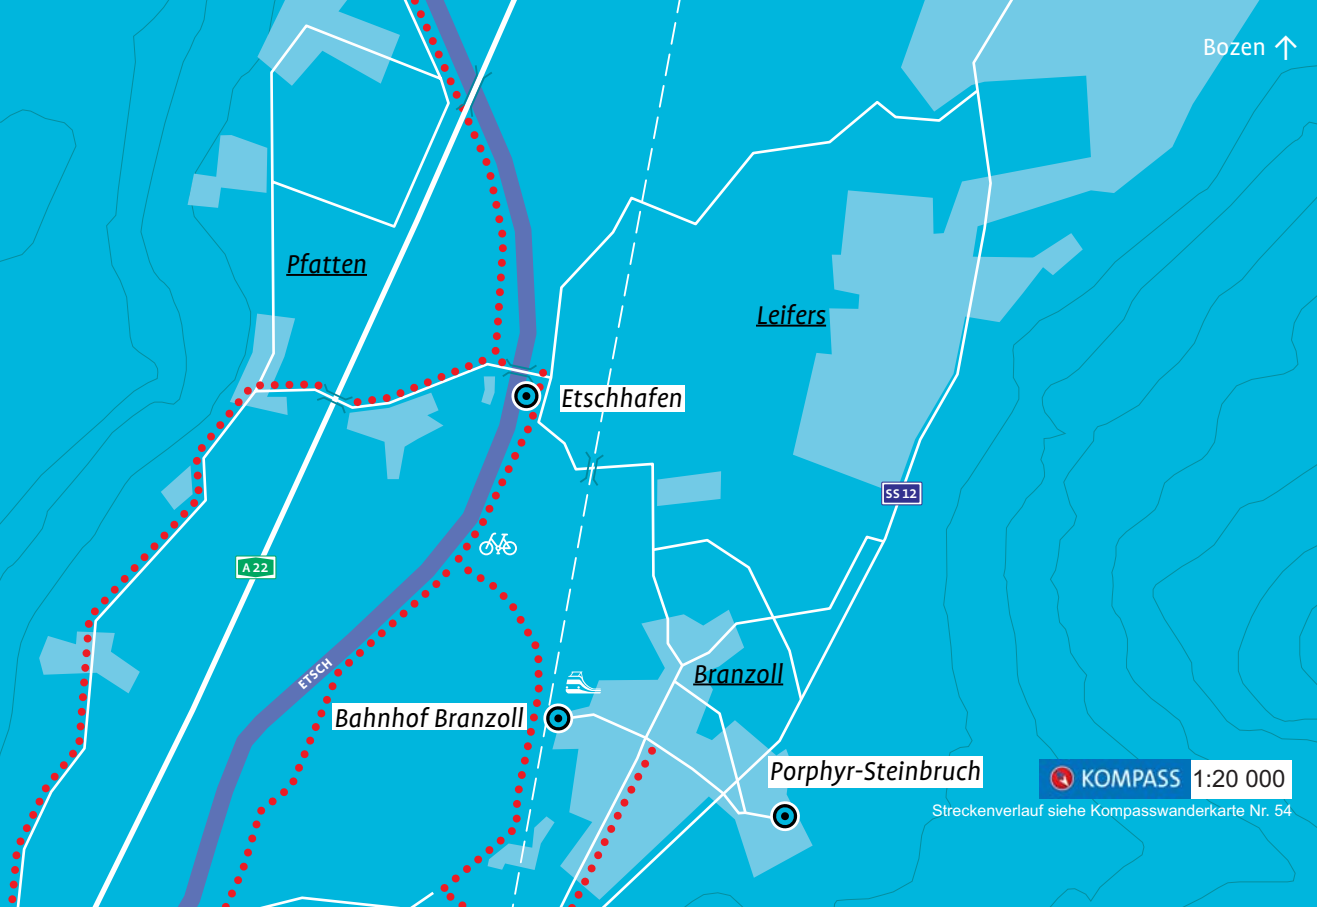 Bozen ↑
Pfatten
Leifers
Etschhafen
SS 12
A 22
ETSCH
Branzoll
Bahnhof Branzoll
Porphyr-Steinbruch
KOMPASS 1:20 000
Streckenverlauf siehe Kompasswanderkarte Nr. 54